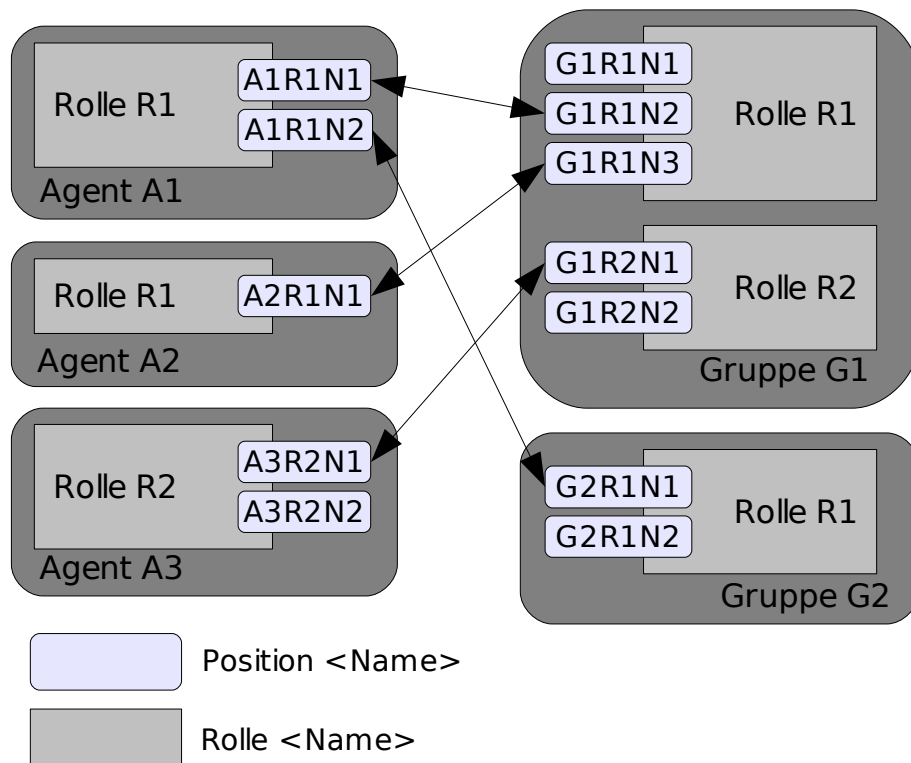 Rolle R1
A1R1N1
A1R1N2
Agent A1
Rolle R1
A2R1N1
Agent A2
Rolle R2
A3R2N1
A3R2N2
Agent A3
G1R1N1
G1R1N2
G1R1N3
Rolle R1
G1R2N1
G1R2N2
Rolle R2
Gruppe G1
G2R1N1
G2R1N2
Rolle R1
Gruppe G2
Position <Name>
Rolle <Name>